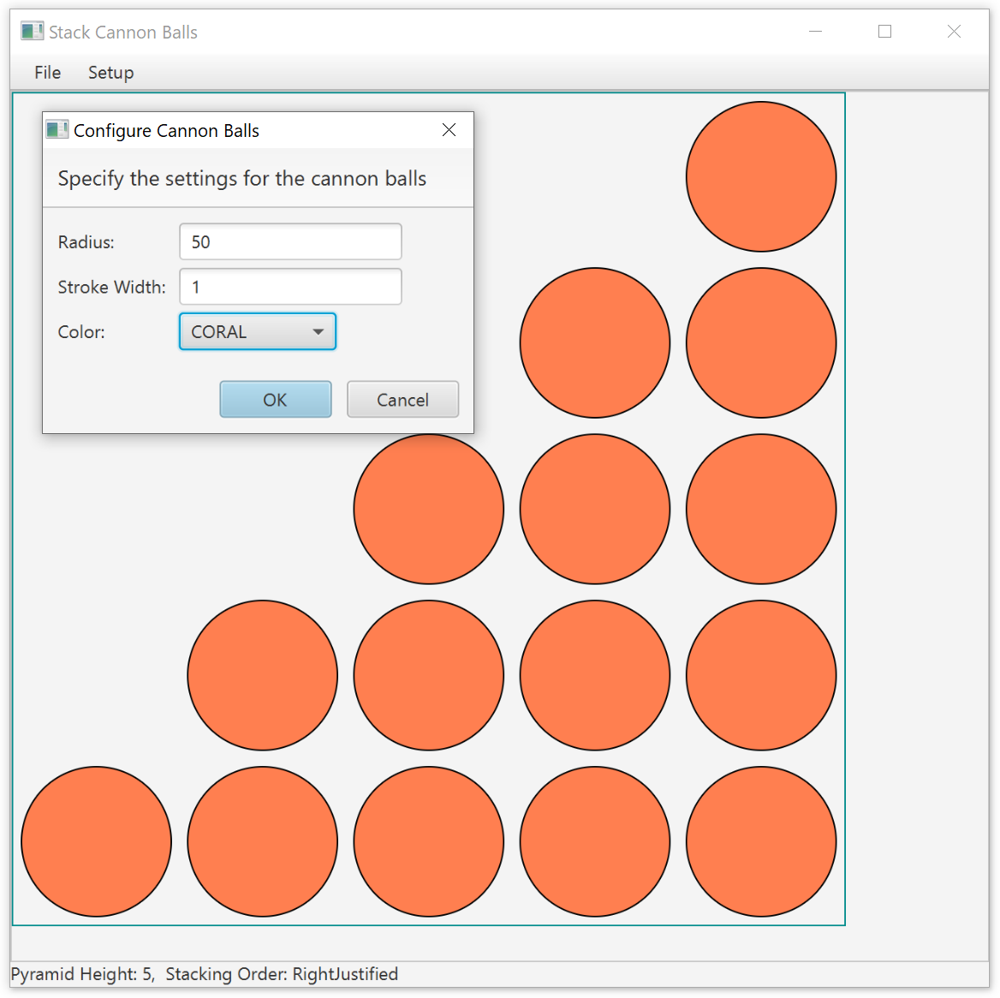 Stack Cannon Balls
File Setup
Configure Cannon Balls
Specify the settings for the cannon balls
Radius: 50
Stroke Width: 1
Color: CORAL
OK Cancel
Pyramid Height: 5, Stacking Order: RightJustified